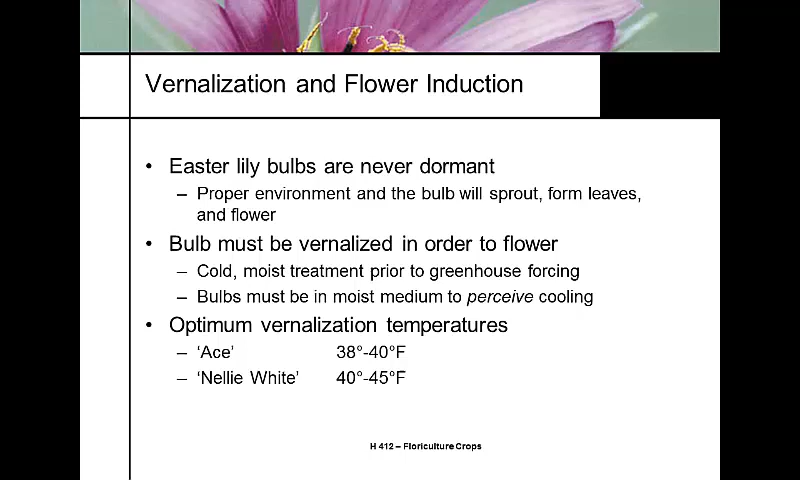 Vernalization and Flower Induction
• Easter lily bulbs are never dormant
– Proper environment and the bulb will sprout, form leaves,
and flower
• Bulb must be vernalized in order to flower
– Cold, moist treatment prior to greenhouse forcing
– Bulbs must be in moist medium to perceive cooling
• Optimum vernalization temperatures
– ‘Ace’ 38°-40°F
– ‘Nellie White’ 40°-45°F
H 412 – Floriculture Crops